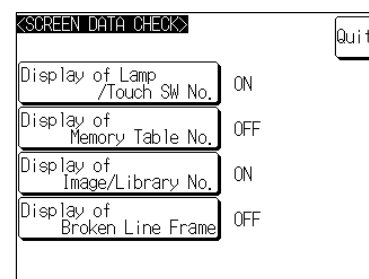 <SCREEN DATA CHECK>
Quit
Display of Lamp
/Touch SW No.
ON
Display of
Memory Table No.
OFF
Display of
Image/Library No.
ON
Display of
Broken Line Frame
OFF